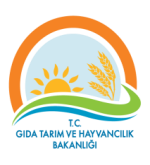 T.C.
GIDA TARIM VE HAYVANCILIK
BAKANLIĞI